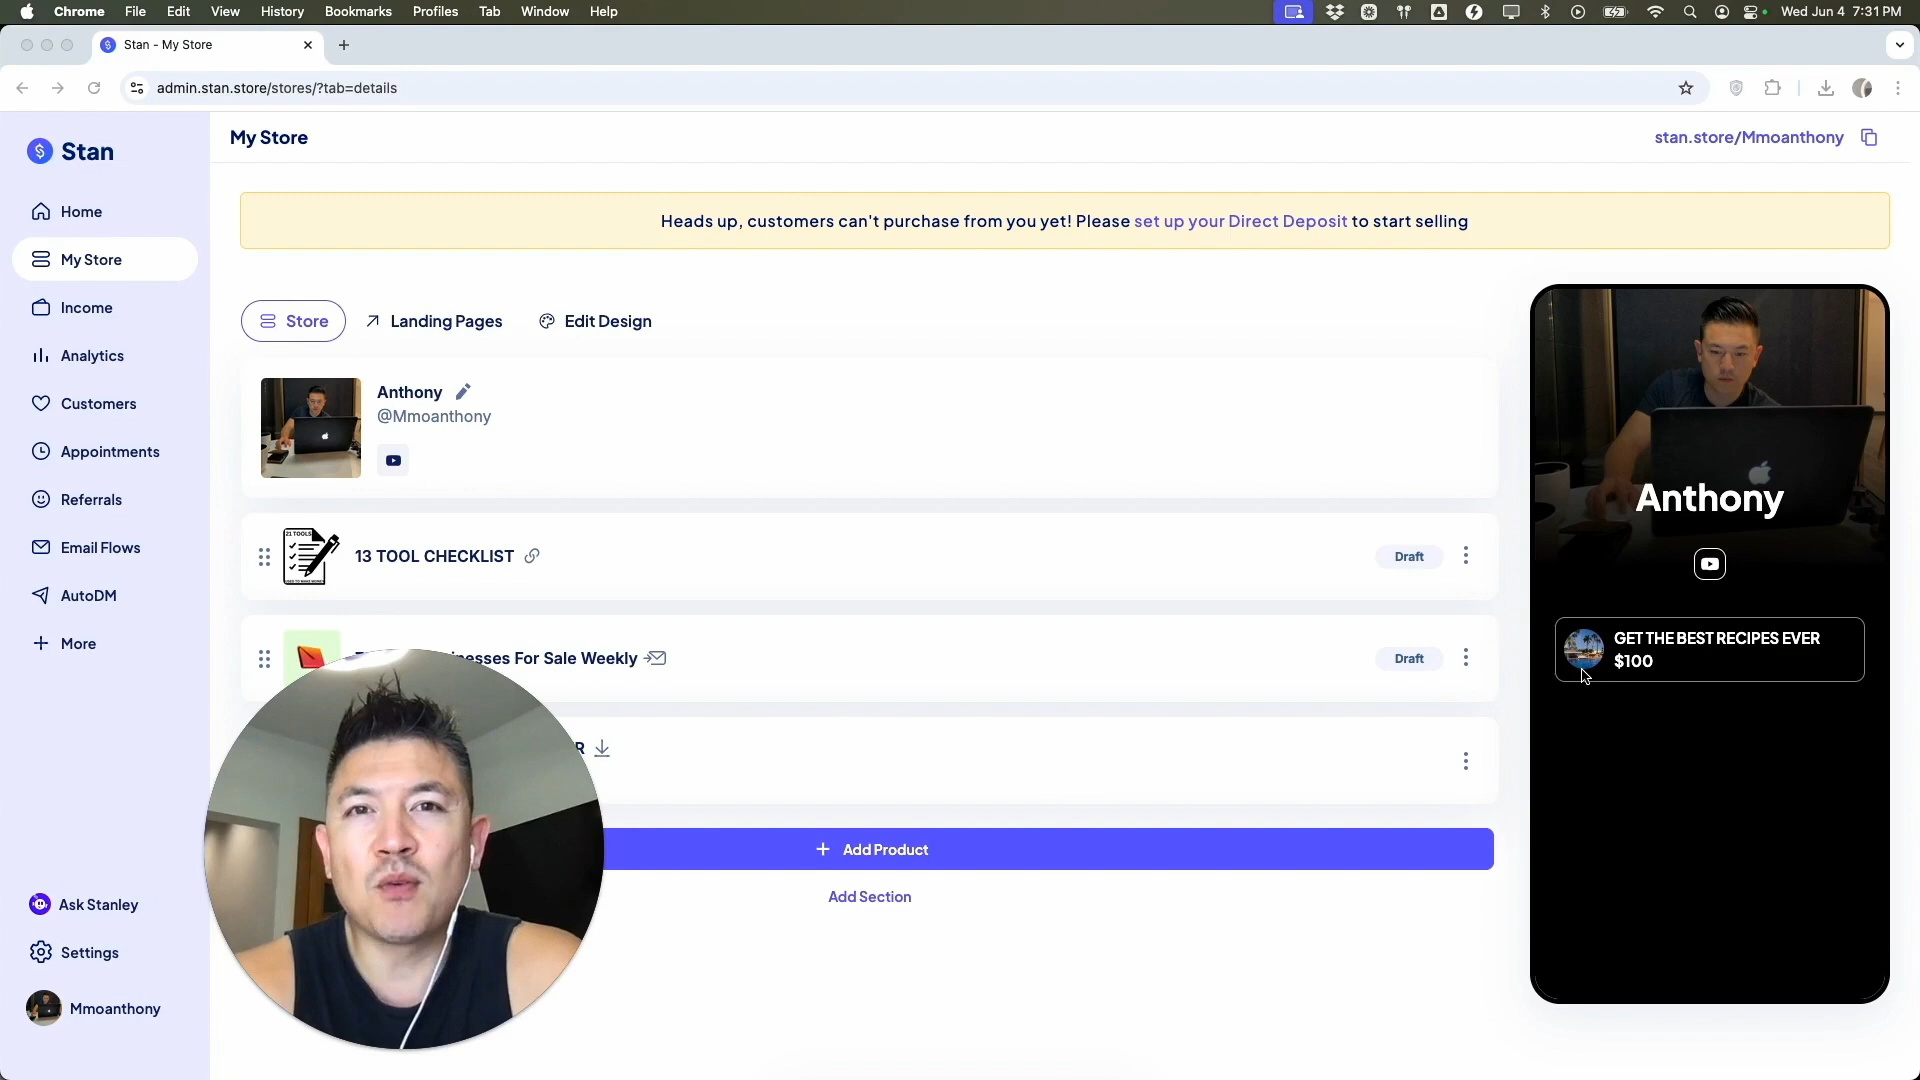 Chrome File Edit View History Bookmarks Profiles Tab Window Help Wed Jun 4 7:31 PM
Stan - My Store
admin.stan.store/stores/?tab=details
Stan
My Store
stan.store/Mmoanthony
Heads up, customers can't purchase from you yet! Please set up your Direct Deposit to start selling
Home
My Store
Income
Analytics
Customers
Appointments
Referrals
Email Flows
AutoDM
More
Ask Stanley
Settings
Mmoanthony
Store Landing Pages Edit Design
Anthony
@Mmoanthony
21 TOOLS
13 TOOL CHECKLIST
Draft
For Sale Weekly
Draft
Add Product
Add Section
Anthony
GET THE BEST RECIPES EVER
$100